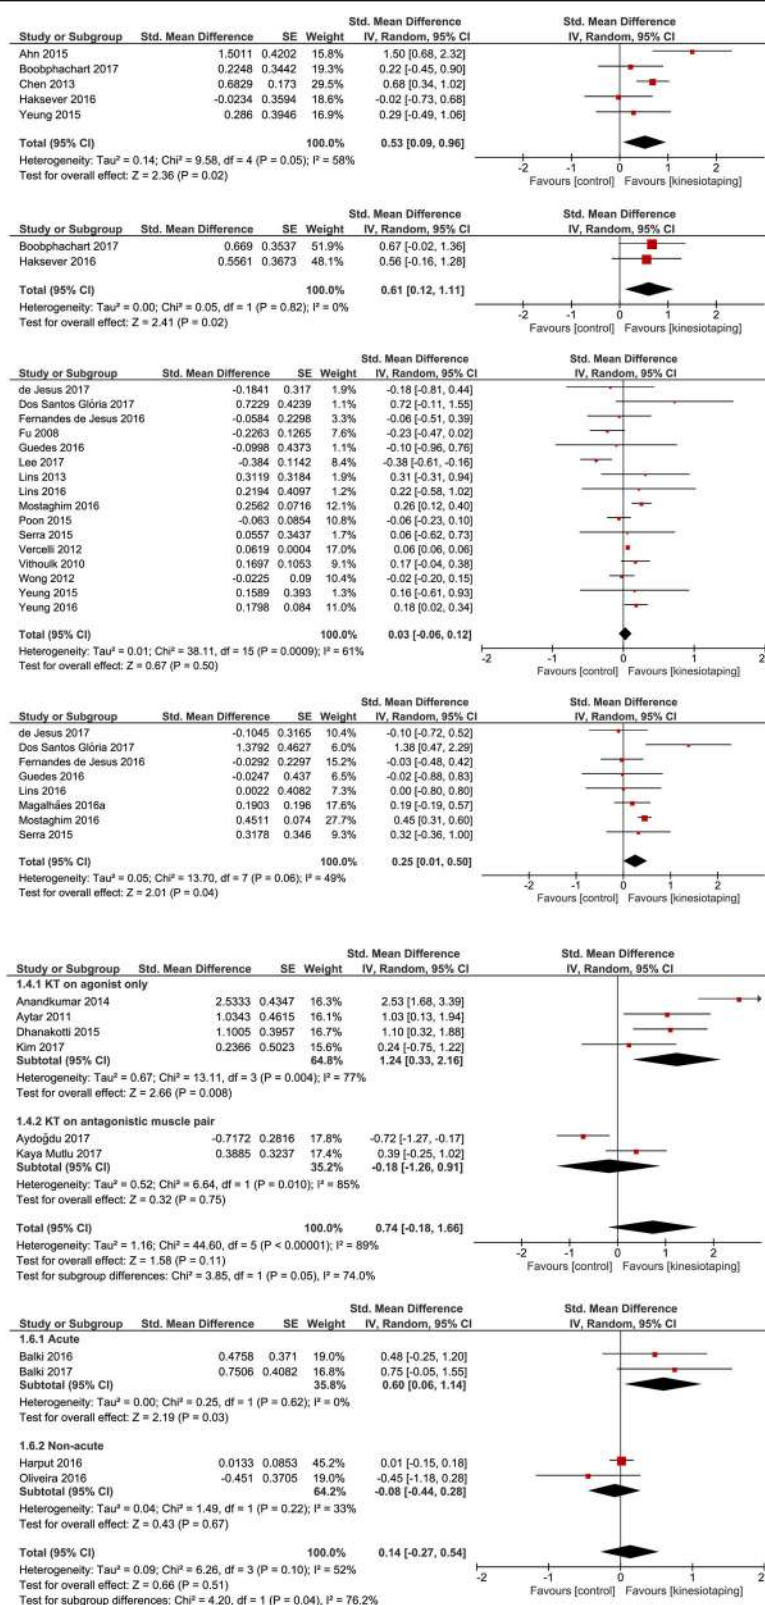 Std. Mean Difference Std. Mean Difference
Study or Subgroup Std. Mean Difference SE Weight IV, Random, 95% CI IV, Random, 95% CI
Ahn 2015 1.5011 0.4202 15.8% 1.50 [0.68, 2.32]
Boobphachart 2017 0.2248 0.3442 19.3% 0.22 [-0.45, 0.90]
Chen 2013 0.6829 0.173 29.5% 0.68 [0.34, 1.02]
Haksever 2016 -0.0234 0.3594 18.6% -0.02 [-0.73, 0.68]
Yeung 2015 0.286 0.3946 16.9% 0.29 [-0.49, 1.06]
Total (95% CI) 100.0% 0.53 [0.09, 0.96]
Heterogeneity: Tau² = 0.14; Chi² = 9.58, df = 4 (P = 0.05); I² = 58%
Test for overall effect: Z = 2.36 (P = 0.02)
-2 -1 0 1 2
Favours [control] Favours [kinesiotaping]
Std. Mean Difference Std. Mean Difference
Study or Subgroup Std. Mean Difference SE Weight IV, Random, 95% CI IV, Random, 95% CI
Boobphachart 2017 0.669 0.3537 51.9% 0.67 [-0.02, 1.36]
Haksever 2016 0.5561 0.3673 48.1% 0.56 [-0.16, 1.28]
Total (95% CI) 100.0% 0.61 [0.12, 1.11]
Heterogeneity: Tau² = 0.00; Chi² = 0.05, df = 1 (P = 0.82); I² = 0%
Test for overall effect: Z = 2.41 (P = 0.02)
-2 -1 0 1 2
Favours [control] Favours [kinesiotaping]
Std. Mean Difference Std. Mean Difference
Study or Subgroup Std. Mean Difference SE Weight IV, Random, 95% CI IV, Random, 95% CI
de Jesus 2017 -0.1841 0.317 1.9% -0.18 [-0.81, 0.44]
Dos Santos Glória 2017 0.7229 0.4239 1.1% 0.72 [-0.11, 1.55]
Fernandes de Jesus 2016 -0.0584 0.2298 3.3% -0.06 [-0.51, 0.39]
Fu 2008 -0.2263 0.1265 7.6% -0.23 [-0.47, 0.02]
Guedes 2016 -0.0998 0.4373 1.1% -0.10 [-0.96, 0.76]
Lee 2017 -0.384 0.1142 8.4% -0.38 [-0.61, -0.16]
Lins 2013 0.3119 0.3184 1.9% 0.31 [-0.31, 0.94]
Lins 2016 0.2194 0.4097 1.2% 0.22 [-0.58, 1.02]
Mostaghim 2016 0.2562 0.0716 12.1% 0.26 [0.12, 0.40]
Poon 2015 -0.063 0.0854 10.8% -0.06 [-0.23, 0.10]
Serra 2015 0.0557 0.3437 1.7% 0.06 [-0.62, 0.73]
Vercelli 2012 0.0619 0.0004 17.0% 0.06 [0.06, 0.06]
Vithoulk 2010 0.1697 0.1053 9.1% 0.17 [-0.04, 0.38]
Wong 2012 -0.0225 0.09 10.4% -0.02 [-0.20, 0.15]
Yeung 2015 0.1589 0.393 1.3% 0.16 [-0.61, 0.93]
Yeung 2016 0.1798 0.084 11.0% 0.18 [0.02, 0.34]
Total (95% CI) 100.0% 0.03 [-0.06, 0.12]
Heterogeneity: Tau² = 0.01; Chi² = 38.11, df = 15 (P = 0.0009); I² = 61%
Test for overall effect: Z = 0.67 (P = 0.50)
-2 -1 0 1 2
Favours [control] Favours [kinesiotaping]
Std. Mean Difference Std. Mean Difference
Study or Subgroup Std. Mean Difference SE Weight IV, Random, 95% CI IV, Random, 95% CI
de Jesus 2017 -0.1045 0.3165 10.4% -0.10 [-0.72, 0.52]
Dos Santos Glória 2017 1.3792 0.4627 6.0% 1.38 [0.47, 2.29]
Fernandes de Jesus 2016 -0.0292 0.2297 15.2% -0.03 [-0.48, 0.42]
Guedes 2016 -0.0247 0.437 6.5% -0.02 [-0.88, 0.83]
Lins 2016 0.0022 0.4082 7.3% 0.00 [-0.80, 0.80]
Magalhães 2016a 0.1903 0.196 17.6% 0.19 [-0.19, 0.57]
Mostaghim 2016 0.4511 0.074 27.7% 0.45 [0.31, 0.60]
Serra 2015 0.3178 0.346 9.3% 0.32 [-0.36, 1.00]
Total (95% CI) 100.0% 0.25 [0.01, 0.50]
Heterogeneity: Tau² = 0.05; Chi² = 13.70, df = 7 (P = 0.06); I² = 49%
Test for overall effect: Z = 2.01 (P = 0.04)
-2 -1 0 1 2
Favours [control] Favours [kinesiotaping]
Std. Mean Difference Std. Mean Difference
Study or Subgroup Std. Mean Difference SE Weight IV, Random, 95% CI IV, Random, 95% CI
1.4.1 KT on agonist only
Anandkumar 2014 2.5333 0.4347 16.3% 2.53 [1.68, 3.39]
Aytar 2011 1.0343 0.4615 16.1% 1.03 [0.13, 1.94]
Dhanakotti 2015 1.1005 0.3957 16.7% 1.10 [0.32, 1.88]
Kim 2017 0.2366 0.5023 15.6% 0.24 [-0.75, 1.22]
Subtotal (95% CI) 64.8% 1.24 [0.33, 2.16]
Heterogeneity: Tau² = 0.67; Chi² = 13.11, df = 3 (P = 0.004); I² = 77%
Test for overall effect: Z = 2.66 (P = 0.008)
1.4.2 KT on antagonistic muscle pair
Aydoğdu 2017 -0.7172 0.2816 17.8% -0.72 [-1.27, -0.17]
Kaya Mutlu 2017 0.3885 0.3237 17.4% 0.39 [-0.25, 1.02]
Subtotal (95% CI) 35.2% -0.18 [-1.26, 0.91]
Heterogeneity: Tau² = 0.52; Chi² = 6.64, df = 1 (P = 0.010); I² = 85%
Test for overall effect: Z = 0.32 (P = 0.75)
Total (95% CI) 100.0% 0.74 [-0.18, 1.66]
Heterogeneity: Tau² = 1.16; Chi² = 44.60, df = 5 (P < 0.00001); I² = 89%
Test for overall effect: Z = 1.58 (P = 0.11)
Test for subgroup differences: Chi² = 3.85, df = 1 (P = 0.05), I² = 74.0%
-2 -1 0 1 2
Favours [control] Favours [kinesiotaping]
Std. Mean Difference Std. Mean Difference
Study or Subgroup Std. Mean Difference SE Weight IV, Random, 95% CI IV, Random, 95% CI
1.6.1 Acute
Balki 2016 0.4758 0.371 19.0% 0.48 [-0.25, 1.20]
Balki 2017 0.7506 0.4082 16.8% 0.75 [-0.05, 1.55]
Subtotal (95% CI) 35.8% 0.60 [0.06, 1.14]
Heterogeneity: Tau² = 0.00; Chi² = 0.25, df = 1 (P = 0.62); I² = 0%
Test for overall effect: Z = 2.19 (P = 0.03)
1.6.2 Non-acute
Harput 2016 0.0133 0.0853 45.2% 0.01 [-0.15, 0.18]
Oliveira 2016 -0.451 0.3705 19.0% -0.45 [-1.18, 0.28]
Subtotal (95% CI) 64.2% -0.08 [-0.44, 0.28]
Heterogeneity: Tau² = 0.04; Chi² = 1.49, df = 1 (P = 0.22); I² = 33%
Test for overall effect: Z = 0.43 (P = 0.67)
Total (95% CI) 100.0% 0.14 [-0.27, 0.54]
Heterogeneity: Tau² = 0.09; Chi² = 6.26, df = 3 (P = 0.10); I² = 52%
Test for overall effect: Z = 0.66 (P = 0.51)
Test for subgroup differences: Chi² = 4.20, df = 1 (P = 0.04), I² = 76.2%
-2 -1 0 1 2
Favours [control] Favours [kinesiotaping]